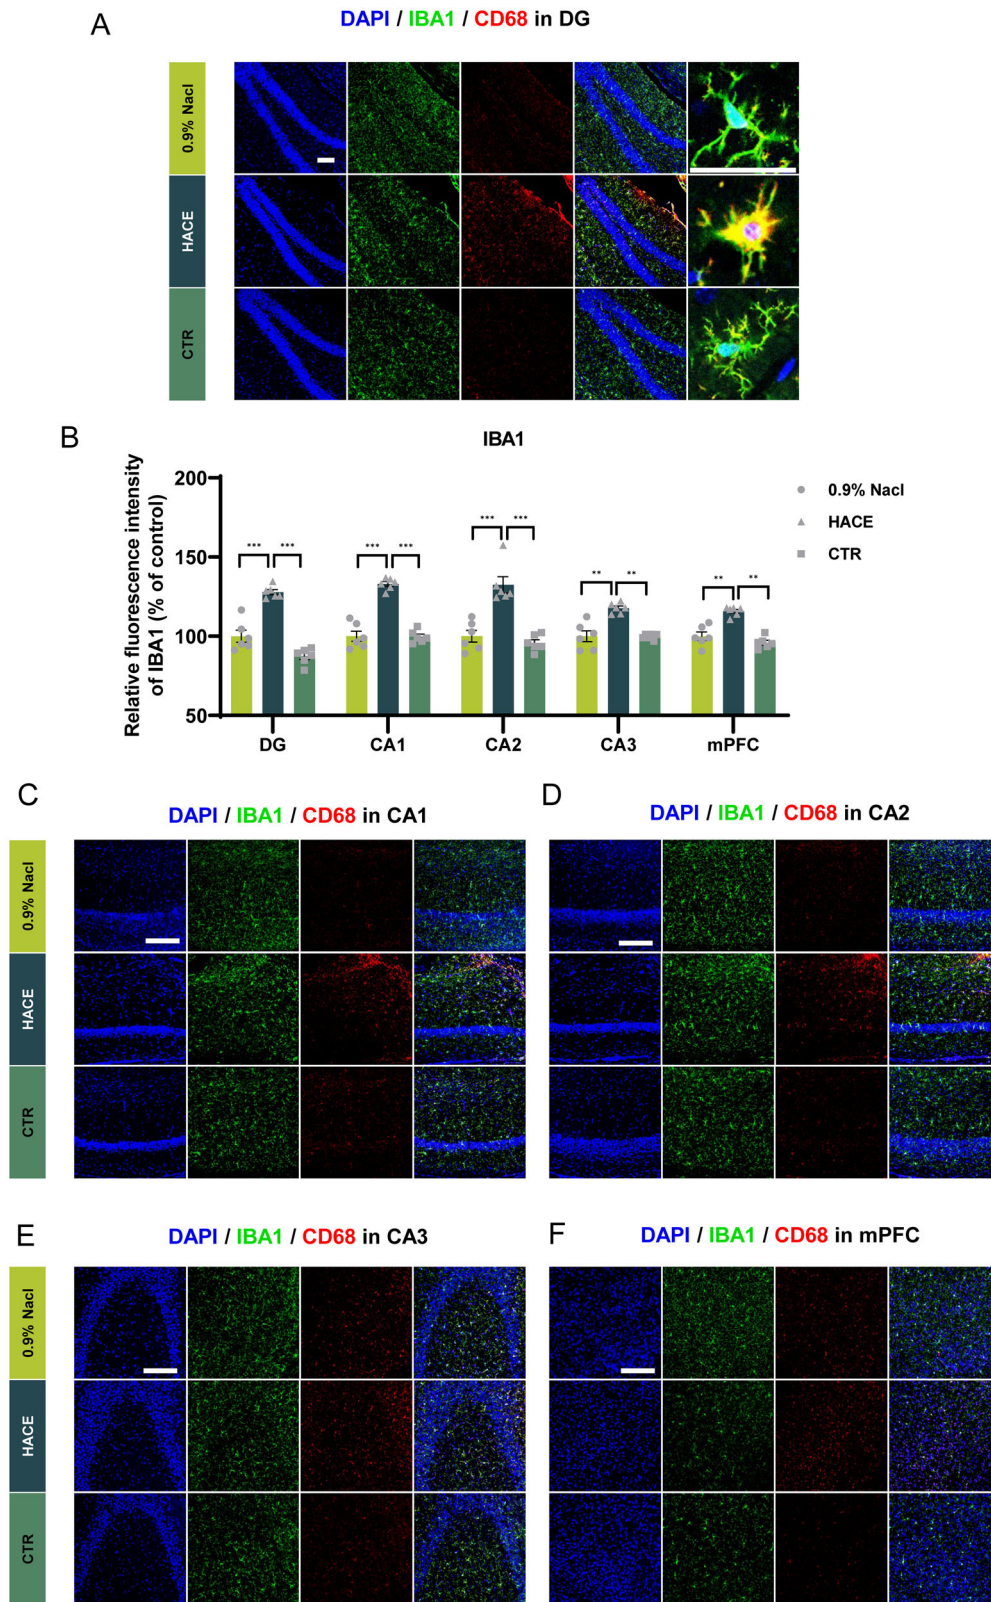 A
DAPI / IBA1 / CD68 in DG
0.9% Nacl
HACE
CTR
B
IBA1
Relative fluorescence intensity
of IBA1 (% of control)
200
150
100
50
*** ***
*** ***
*** ***
** **
** **
DG CA1 CA2 CA3 mPFC
0.9% Nacl
HACE
CTR
C
DAPI / IBA1 / CD68 in CA1
0.9% Nacl
HACE
CTR
D
DAPI / IBA1 / CD68 in CA2
E
DAPI / IBA1 / CD68 in CA3
0.9% Nacl
HACE
CTR
F
DAPI / IBA1 / CD68 in mPFC